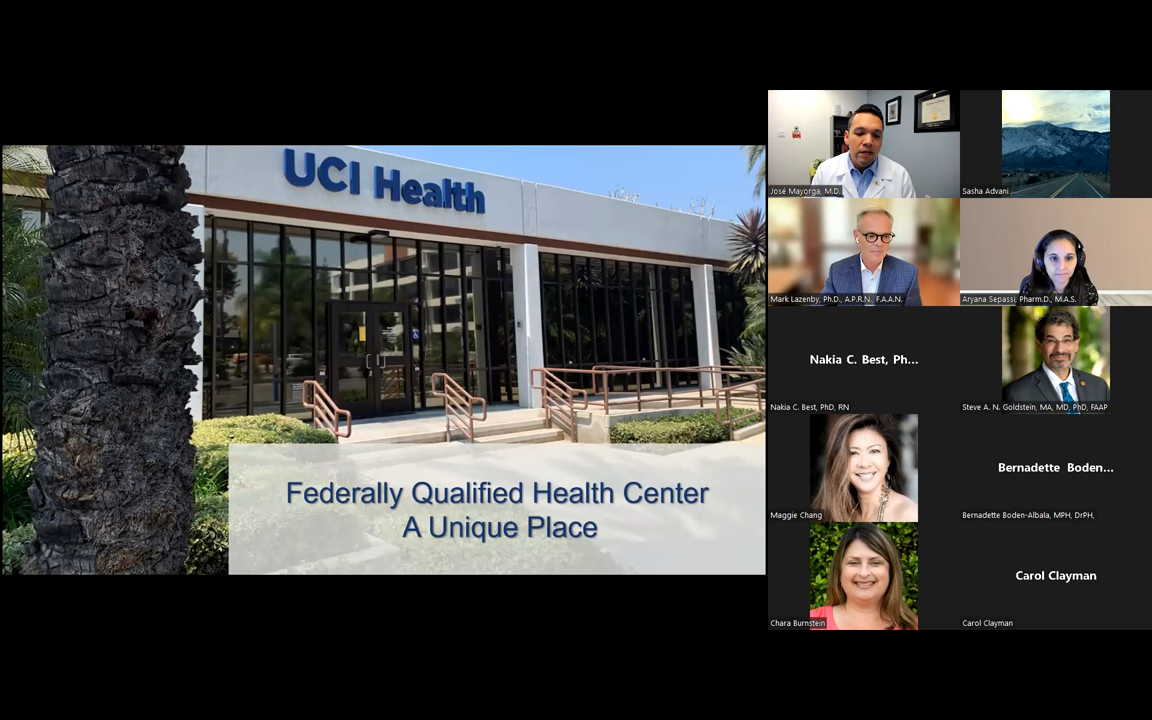 UCI Health
Federally Qualified Health Center
A Unique Place
José Mayorga, M.D.
Sasha Advani
Mark Lazenby, Ph.D., A.P.R.N., F.A.A.N.
Aryana Sepassi, Pharm.D., M.A.S.
Nakia C. Best, Ph...
Nakia C. Best, PhD, RN
Steve A. N. Goldstein, MA, MD, PhD, FAAP
Maggie Chang
Bernadette Boden...
Bernadette Boden-Albala, MPH, DrPH,
Chara Burnstein
Carol Clayman
Carol Clayman